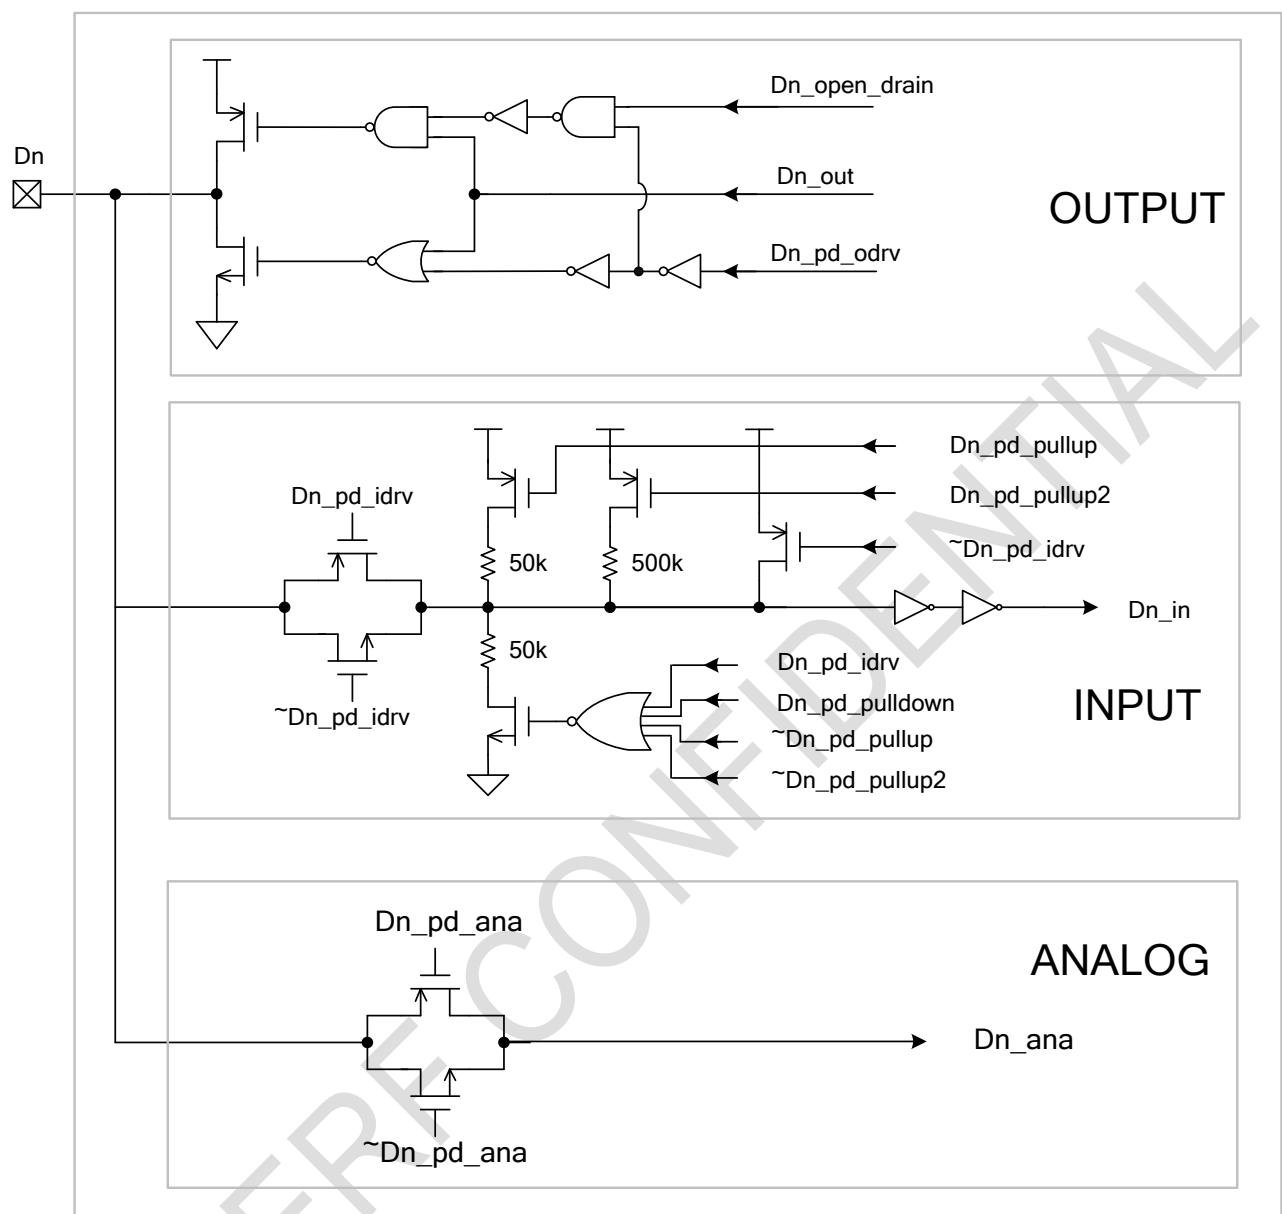 Dn
Dn_open_drain
Dn_out
OUTPUT
Dn_pd_odrv
Dn_pd_pullup
Dn_pd_idrv
Dn_pd_pullup2
~Dn_pd_idrv
50k
500k
Dn_in
50k
Dn_pd_idrv
~Dn_pd_idrv
Dn_pd_pulldown
INPUT
~Dn_pd_pullup
~Dn_pd_pullup2
Dn_pd_ana
ANALOG
Dn_ana
~Dn_pd_ana
ERF CONFIDENTIAL